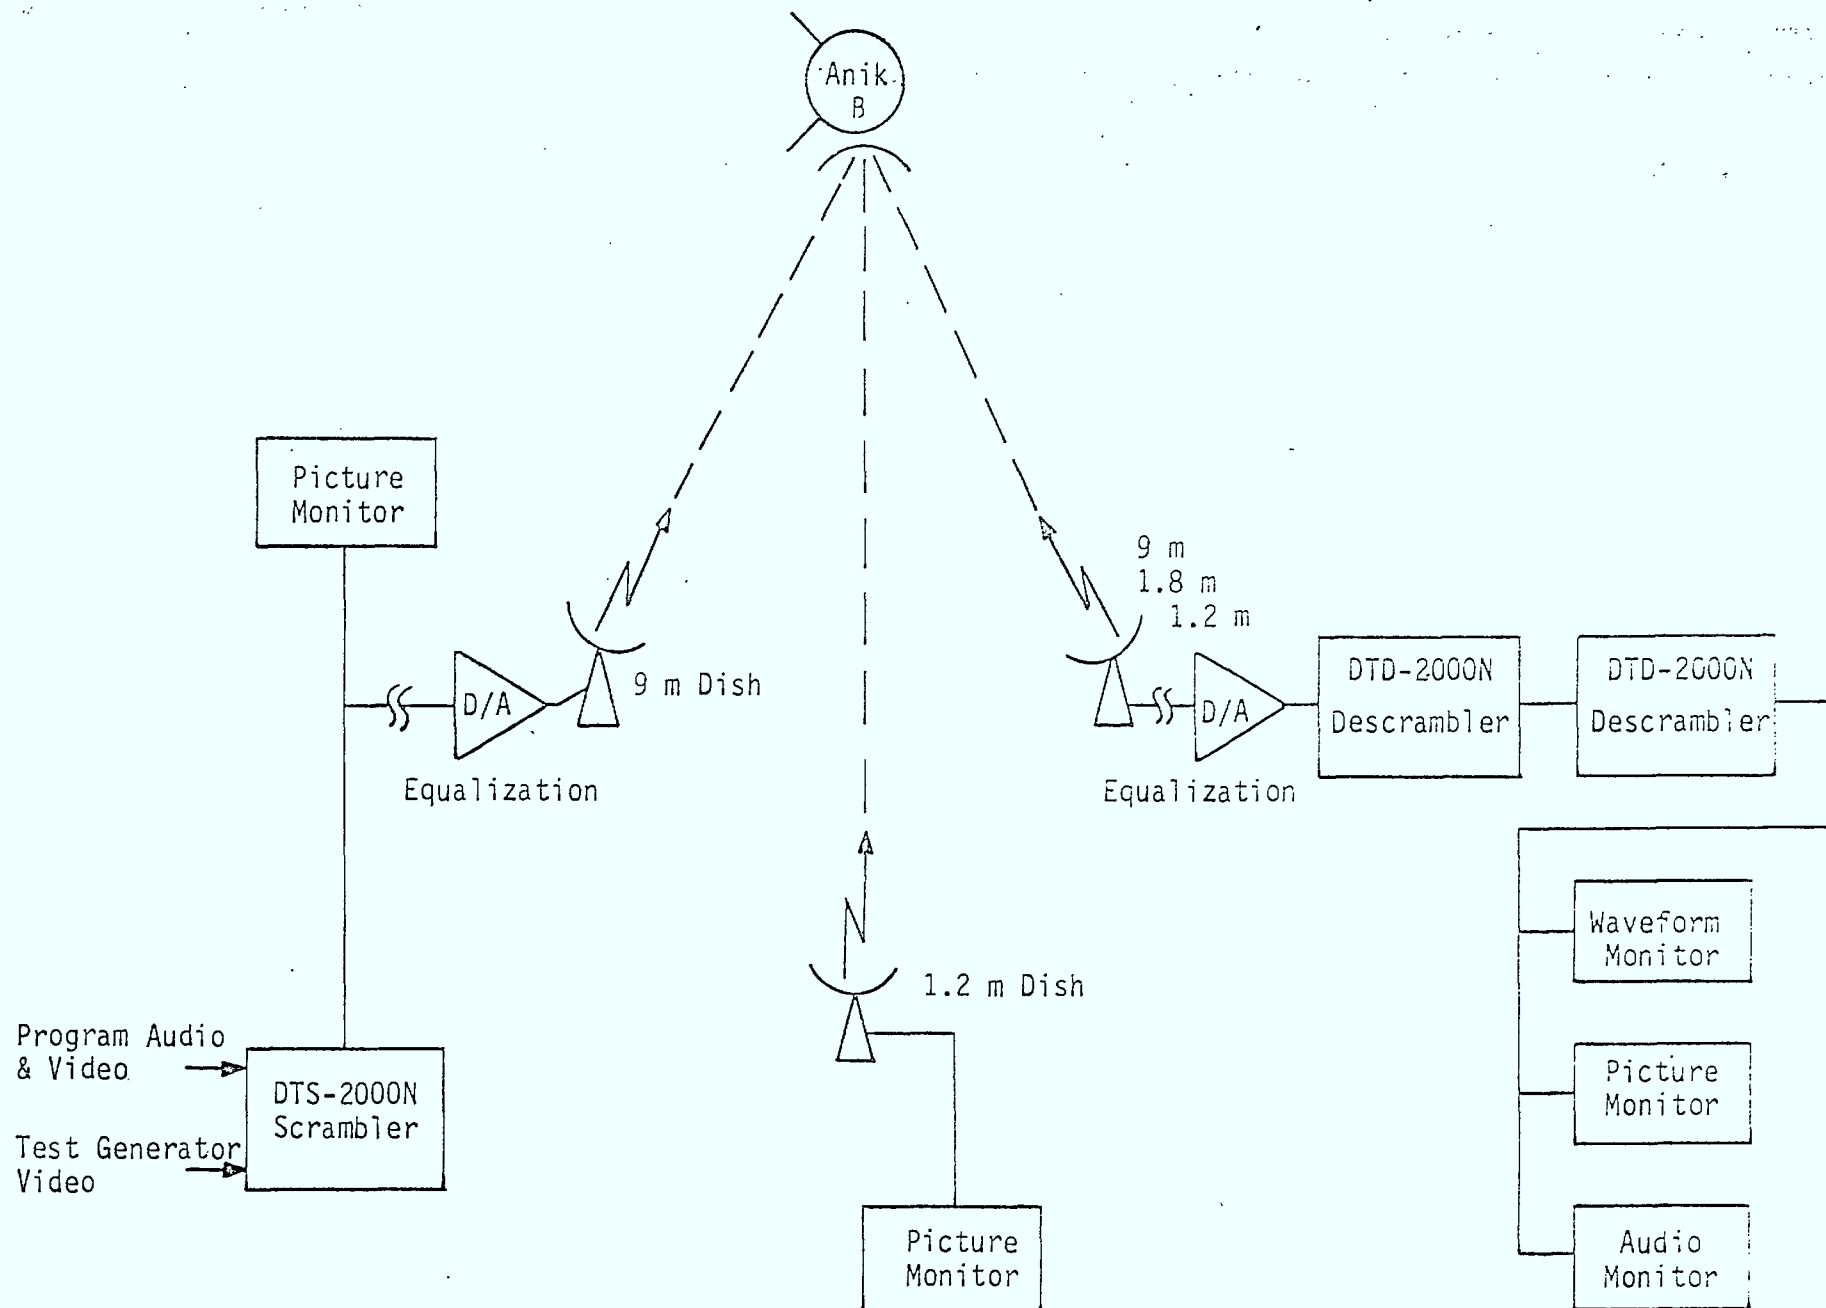 Anik
B
Picture
Monitor
9 m
1.8 m
1.2 m
D/A
9 m Dish
Equalization
D/A
Equalization
DTD-2000N
Descrambler
DTD-2000N
Descrambler
Waveform
Monitor
1.2 m Dish
Program Audio
& Video
DTS-2000N
Scrambler
Test Generator
Video
Picture
Monitor
Picture
Monitor
Audio
Monitor